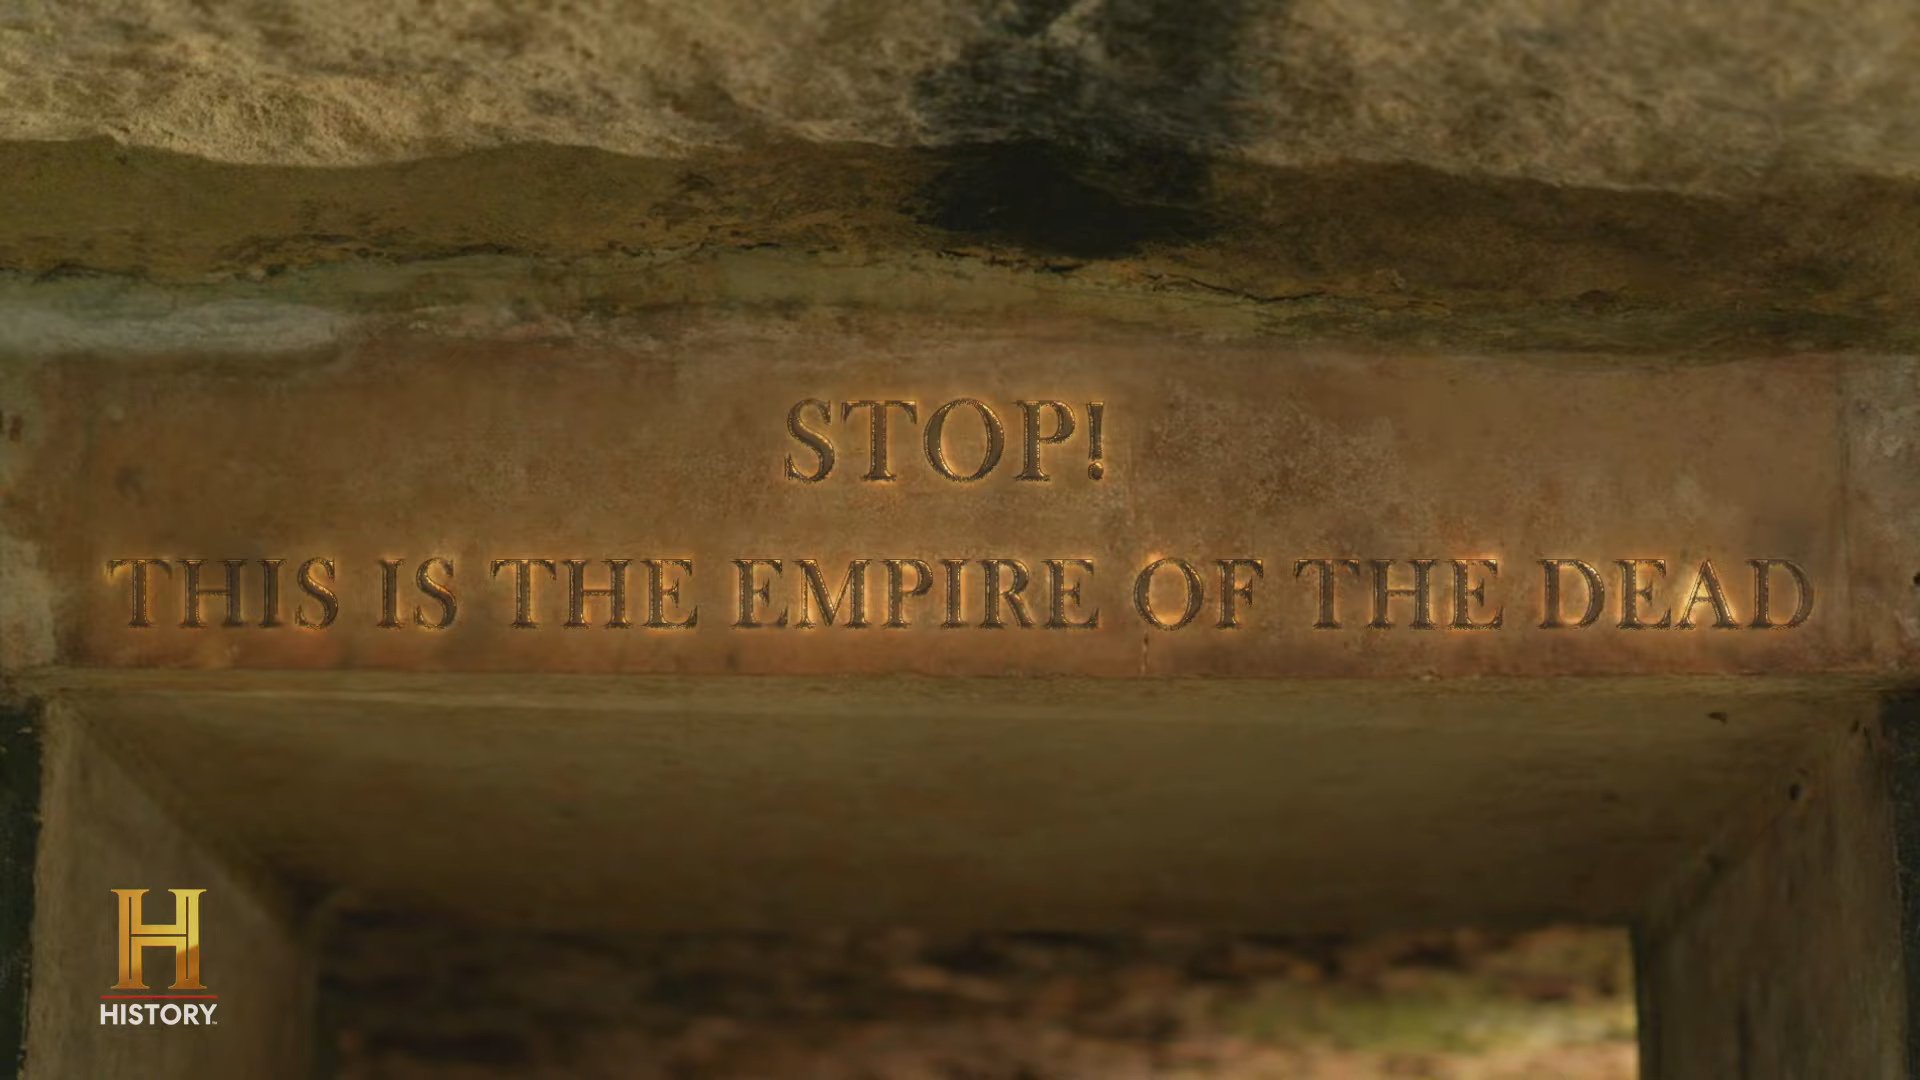 STOP!
THIS IS THE EMPIRE OF THE DEAD
H
HISTORY